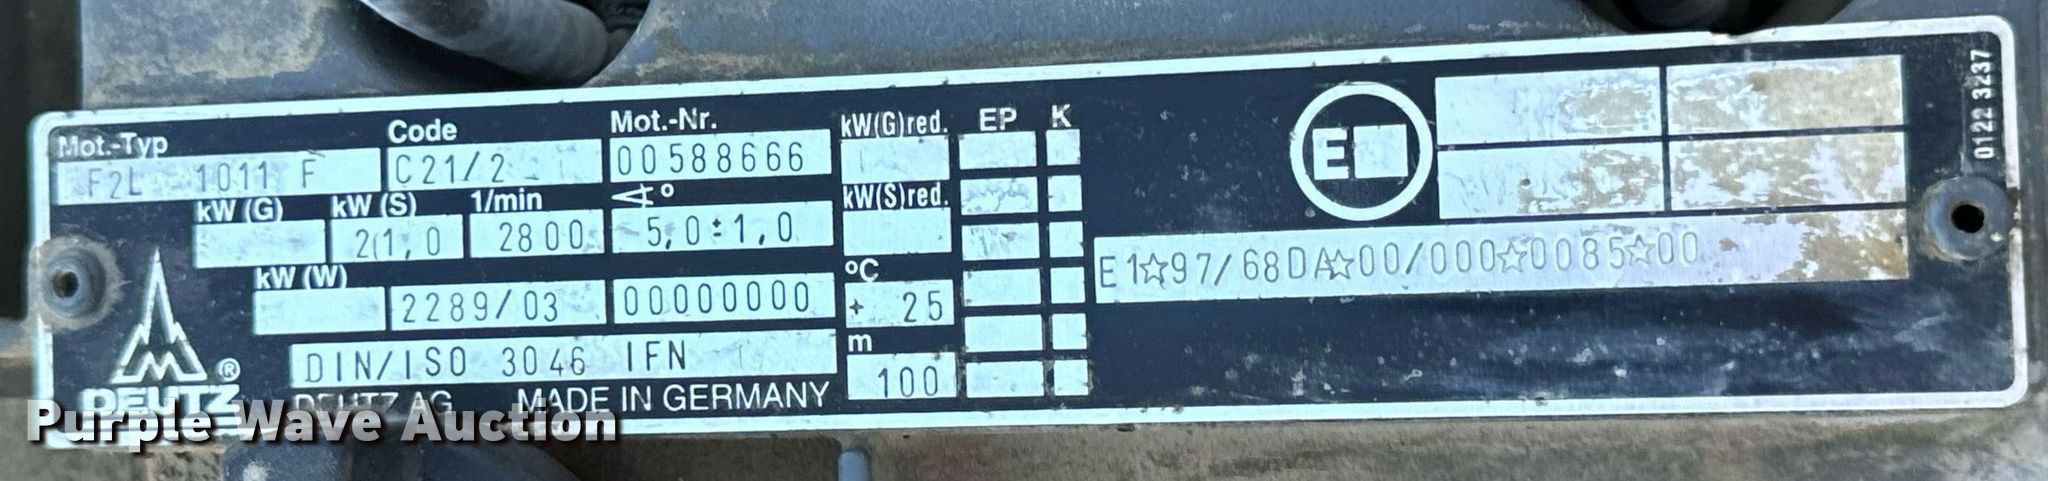 Mot.-Typ Code Mot.-Nr. kW(G)red. EP K
F2L 1011 F C21/2 00588666
kW (G) kW (S) 1/min ∢° kW(S)red.
21,0 2800 5,0±1,0
kW (W) °C
2289/03 00000000 + 25
DIN/ISO 3046 IFN m
100
DEUTZ®
DEUTZ AG MADE IN GERMANY
E
E1☆97/68DA☆00/000☆0085☆00
0122 3237
Purple Wave Auction